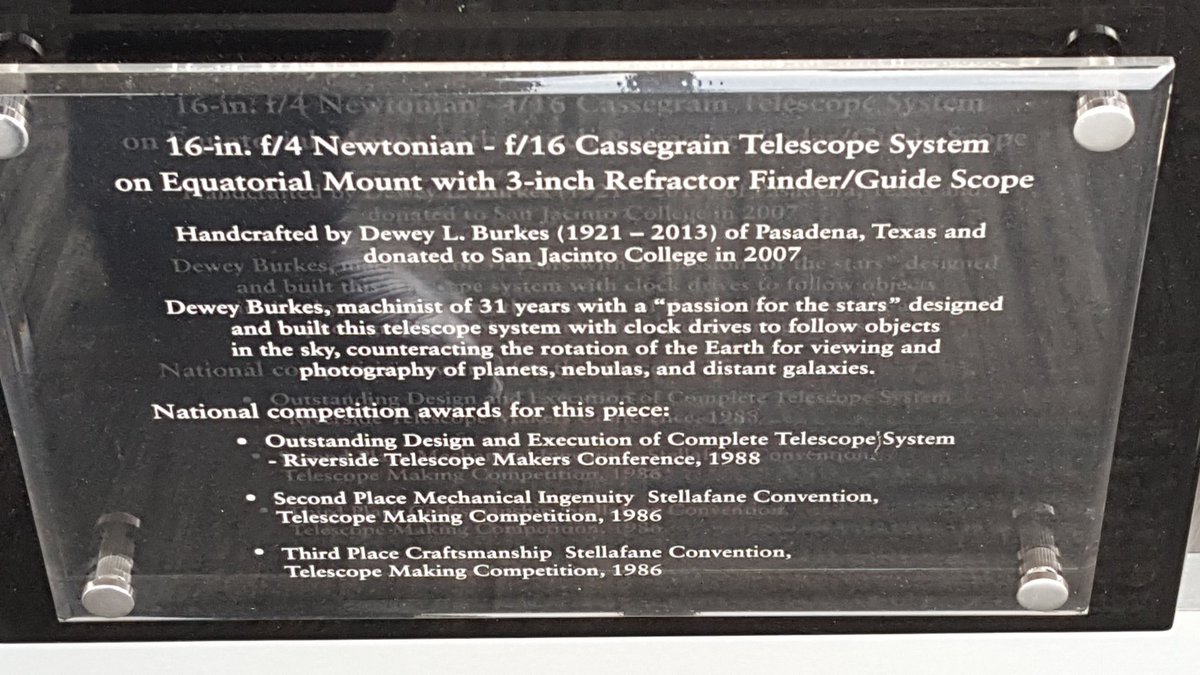 16-in. f/4 Newtonian - f/16 Cassegrain Telescope System
on Equatorial Mount with 3-inch Refractor Finder/Guide Scope
Handcrafted by Dewey L. Burkes (1921 – 2013) of Pasadena, Texas and
donated to San Jacinto College in 2007
Dewey Burkes, machinist of 31 years with a “passion for the stars” designed
and built this telescope system with clock drives to follow objects
in the sky, counteracting the rotation of the Earth for viewing and
photography of planets, nebulas, and distant galaxies.
National competition awards for this piece:
• Outstanding Design and Execution of Complete Telescope System
- Riverside Telescope Makers Conference, 1988
• Second Place Mechanical Ingenuity Stellafane Convention,
Telescope Making Competition, 1986
• Third Place Craftsmanship Stellafane Convention,
Telescope Making Competition, 1986